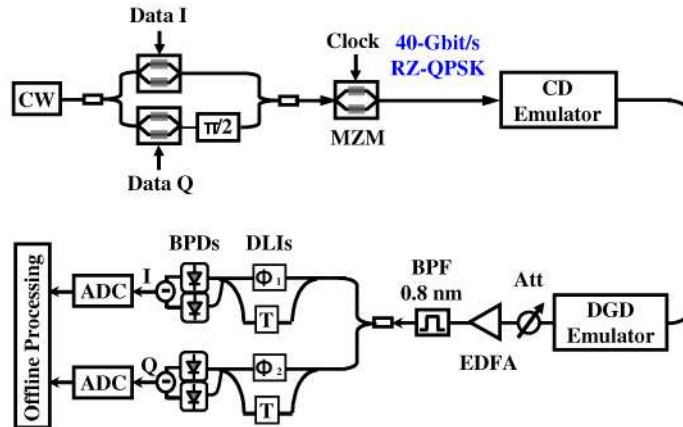 Data I
Clock
40-Gbit/s
RZ-QPSK
CW
π/2
MZM
CD
Emulator
Data Q
BPDs
DLIs
BPF
0.8 nm
Att
Offline Processing
ADC
I
Φ1
T
EDFA
DGD
Emulator
ADC
Q
Φ2
T